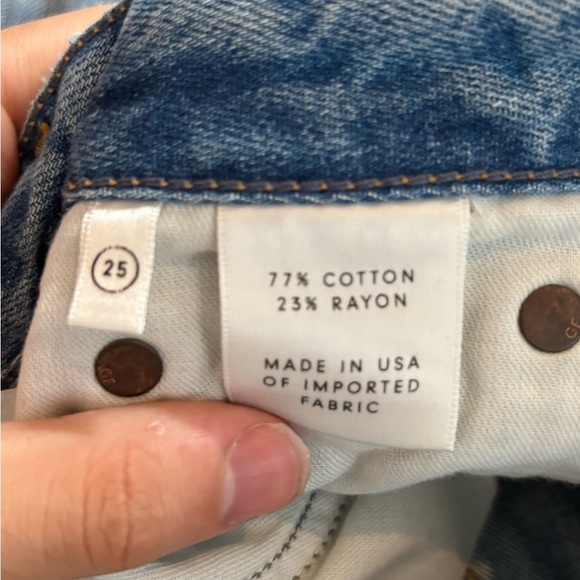 25
77% COTTON
23% RAYON
MADE IN USA
OF IMPORTED
FABRIC